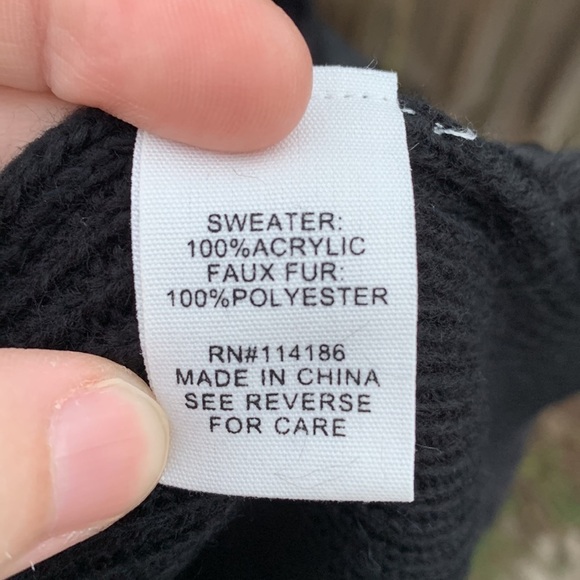 SWEATER:
100%ACRYLIC
FAUX FUR:
100%POLYESTER
RN#114186
MADE IN CHINA
SEE REVERSE
FOR CARE